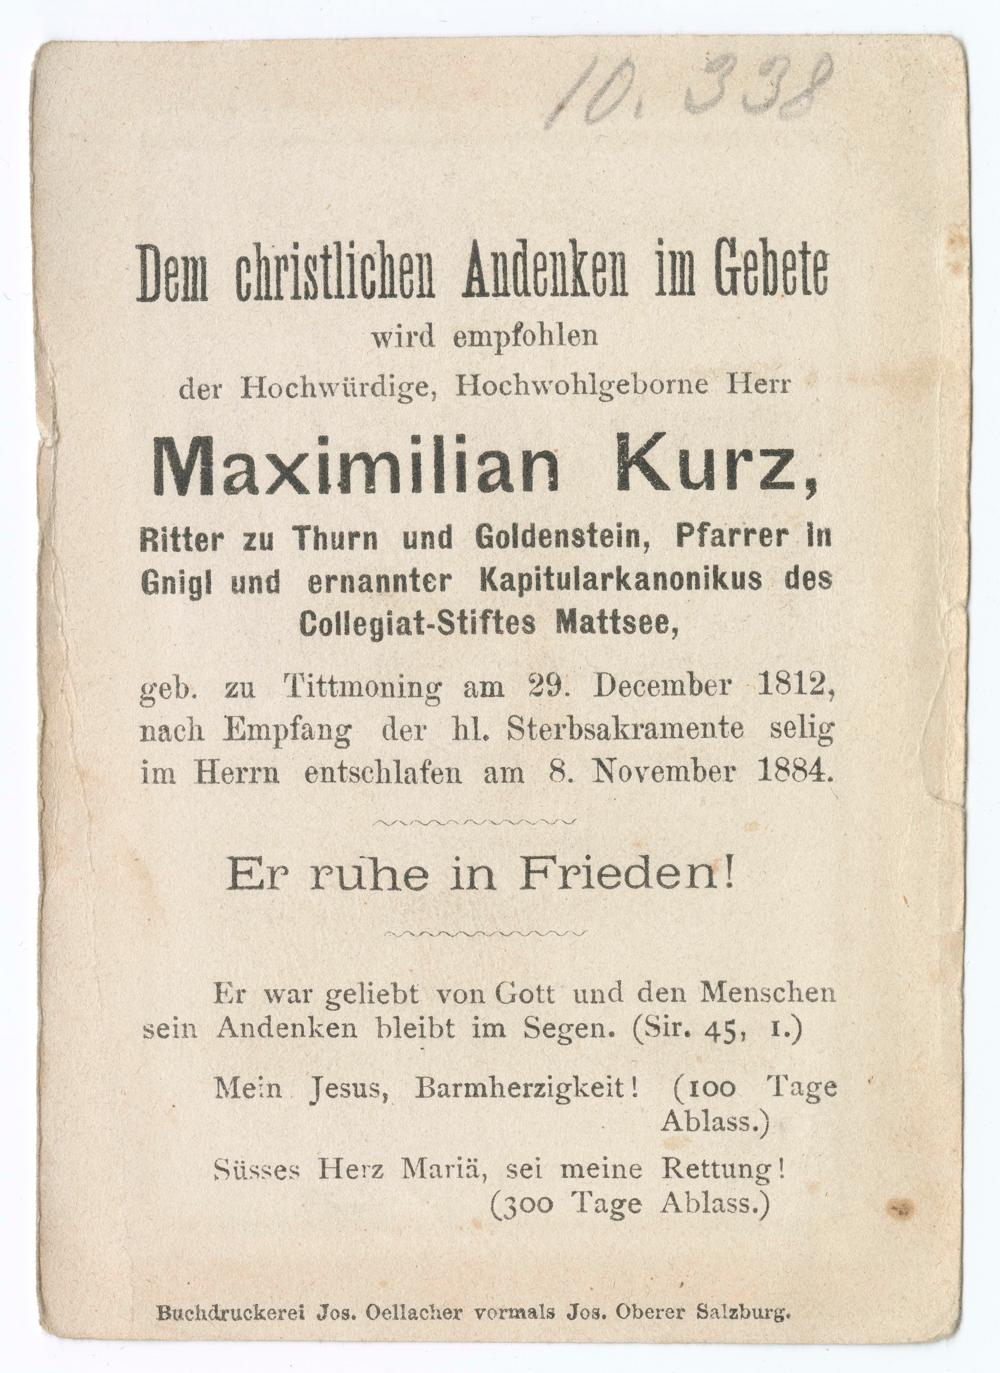 10. 338
Dem christlichen Andenken im Gebete
wird empfohlen
der Hochwürdige, Hochwohlgeborne Herr
Maximilian Kurz,
Ritter zu Thurn und Goldenstein, Pfarrer in
Gnigl und ernannter Kapitularkanonikus des
Collegiat-Stiftes Mattsee,
geb. zu Tittmoning am 29. December 1812,
nach Empfang der hl. Sterbsakramente selig
im Herrn entschlafen am 8. November 1884.
Er ruhe in Frieden!
Er war geliebt von Gott und den Menschen
sein Andenken bleibt im Segen. (Sir. 45, 1.)
Mein Jesus, Barmherzigkeit! (100 Tage
Ablass.)
Süsses Herz Mariä, sei meine Rettung!
(300 Tage Ablass.)
Buchdruckerei Jos. Oellacher vormals Jos. Oberer Salzburg.